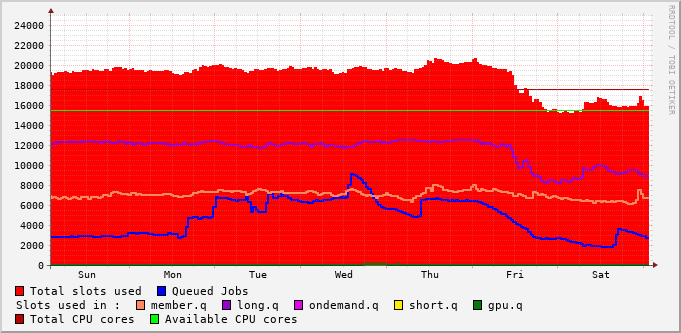 24000
22000
20000
18000
16000
14000
12000
10000
8000
6000
4000
2000
0
Sun Mon Tue Wed Thu Fri Sat
RRDTOOL / TOBI OETIKER
Total slots used Queued Jobs
Slots used in : member.q long.q ondemand.q short.q gpu.q
Total CPU cores Available CPU cores